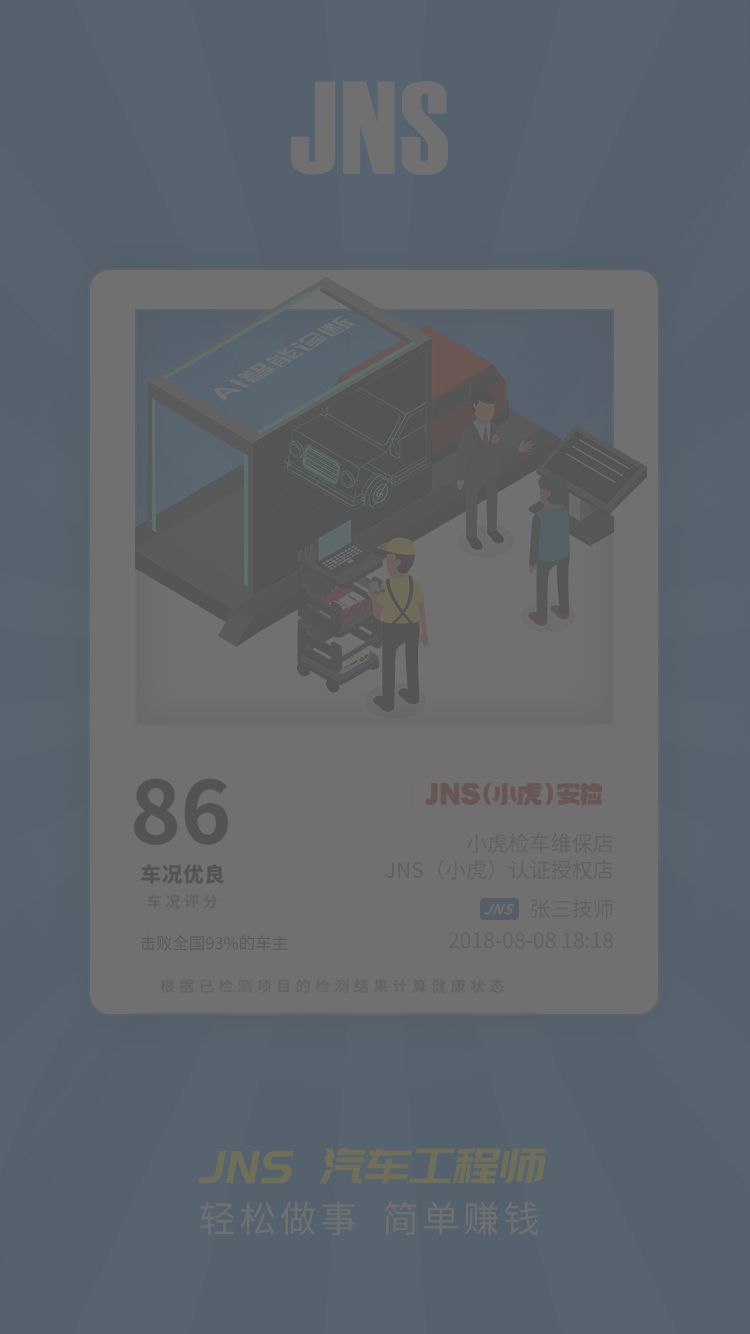 JNS
AI智能诊断
86
车况优良
车况评分
击败全国93%的车主
JNS(小虎)安检
小虎检车维保店
JNS（小虎）认证授权店
JNS 张三技师
2018-08-08 18:18
根据已检测项目的检测结果计算健康状态
JNS 汽车工程师
轻松做事 简单赚钱